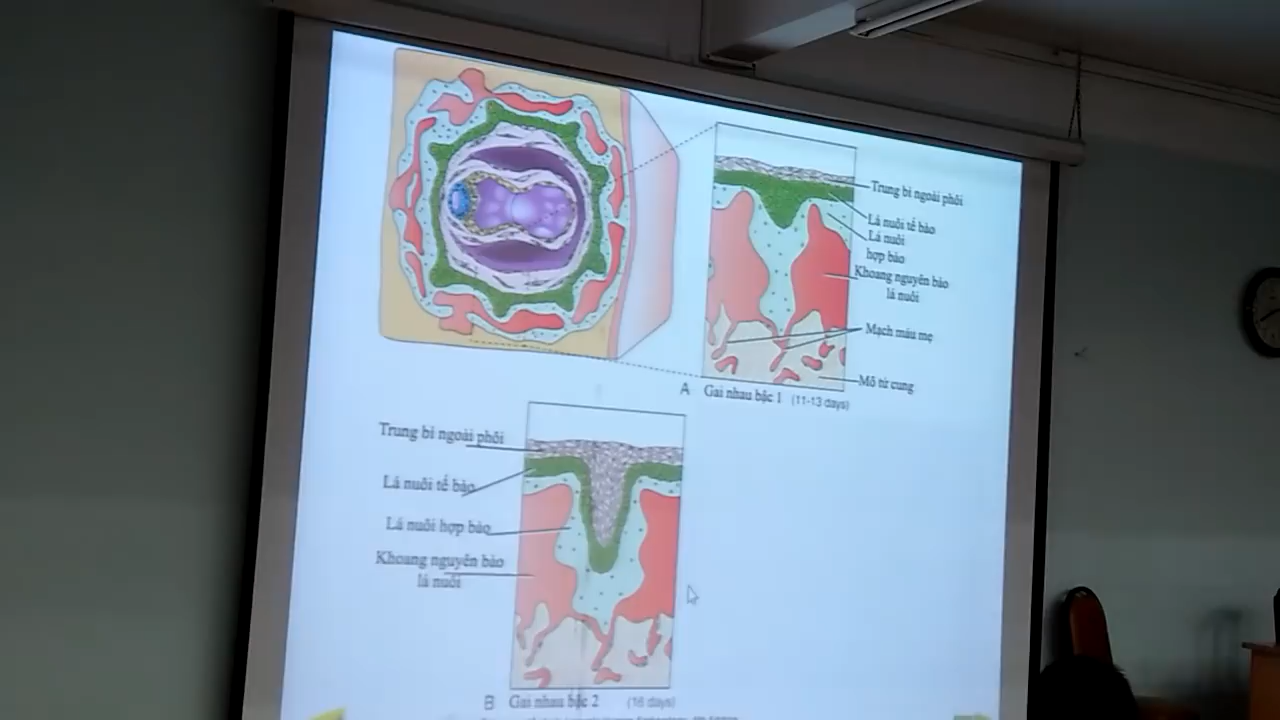 Trung bì ngoài phôi
Lá nuôi tế bào
Lá nuôi
hợp bào
Khoang nguyên bào
lá nuôi
Mạch máu mẹ
Mô tử cung
A Gai nhau bậc 1 (11-13 days)
Trung bì ngoài phôi
Lá nuôi tế bào
Lá nuôi hợp bào
Khoang nguyên bào
lá nuôi
B Gai nhau bậc 2 (16 days)